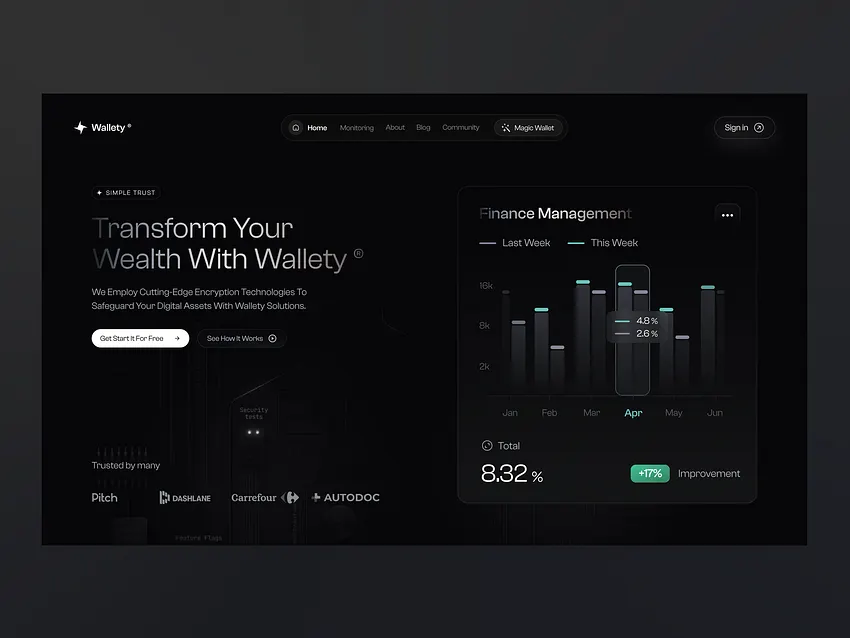 Wallety ®
Home
Monitoring
About
Blog
Community
Magic Wallet
Sign in
SIMPLE TRUST
Transform Your
Wealth With Wallety ®
We Employ Cutting-Edge Encryption Technologies To
Safeguard Your Digital Assets With Wallety Solutions.
Get Start It For Free
See How It Works
Security
tests
Trusted by many
Pitch
DASHLANE
Carrefour
AUTODOC
Feature Flags
Finance Management
Last Week
This Week
16k
8k
2k
4.8 %
2.6 %
Jan
Feb
Mar
Apr
May
Jun
Total
8.32 %
+17%
Improvement